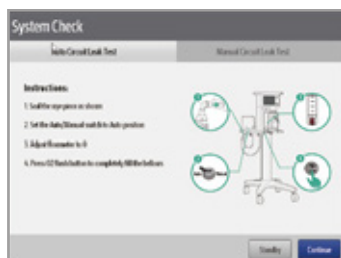 System Check
Auto Circuit Leak Test
Manual Circuit Leak Test
Instructions:
1. Seal the Y piece as shown
2. Set the Auto/Manual switch to Auto position
3. Adjust flowmeter to 0
4. Press O2 flush button to completely fill the bellows
Standby
Continue